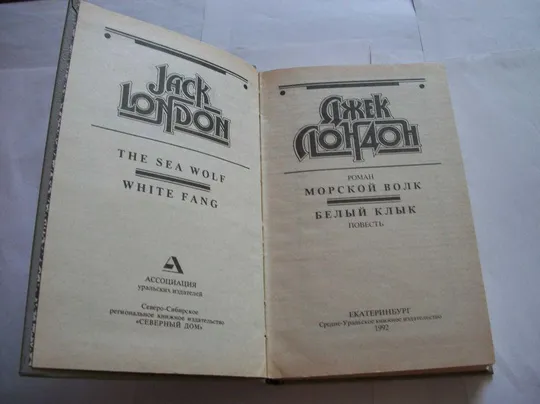 JACK
LONDON
THE SEA WOLF
WHITE FANG
АССОЦИАЦИЯ
уральских издателей
Северо-Сибирское
региональное книжное издательство
«СЕВЕРНЫЙ ДОМ»
ДЖЕК
ЛОНДОН
РОМАН
МОРСКОЙ ВОЛК
БЕЛЫЙ КЛЫК
ПОВЕСТЬ
ЕКАТЕРИНБУРГ
Средне-Уральское книжное издательство
1992